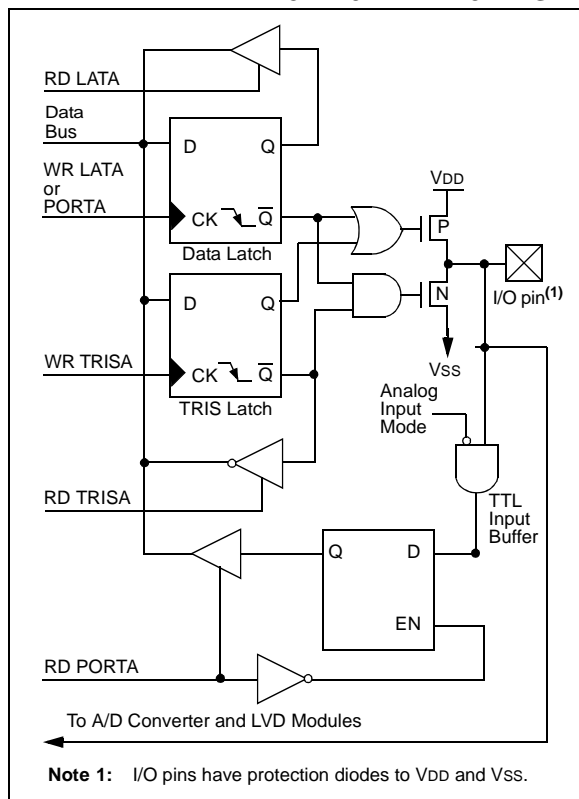 RD LATA
Data
Bus
D Q
WR LATA
or
PORTA
CK Q
Data Latch
VDD
P
N
I/O pin(1)
D Q
WR TRISA
CK Q
TRIS Latch
VSS
Analog
Input
Mode
TTL
Input
Buffer
RD TRISA
Q D
EN
RD PORTA
To A/D Converter and LVD Modules
Note 1: I/O pins have protection diodes to VDD and VSS.